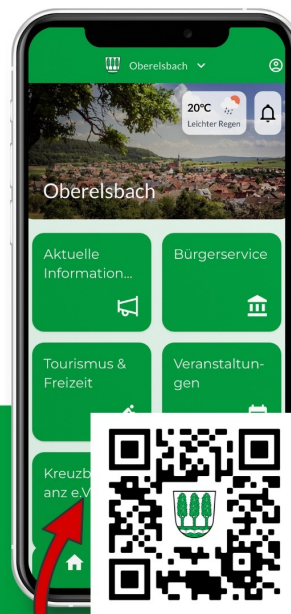 Oberelsbach
20°C
Leichter Regen
Oberelsbach
Aktuelle
Information...
Bürgerservice
Tourismus &
Freizeit
Veranstaltun-
gen
anz e.V